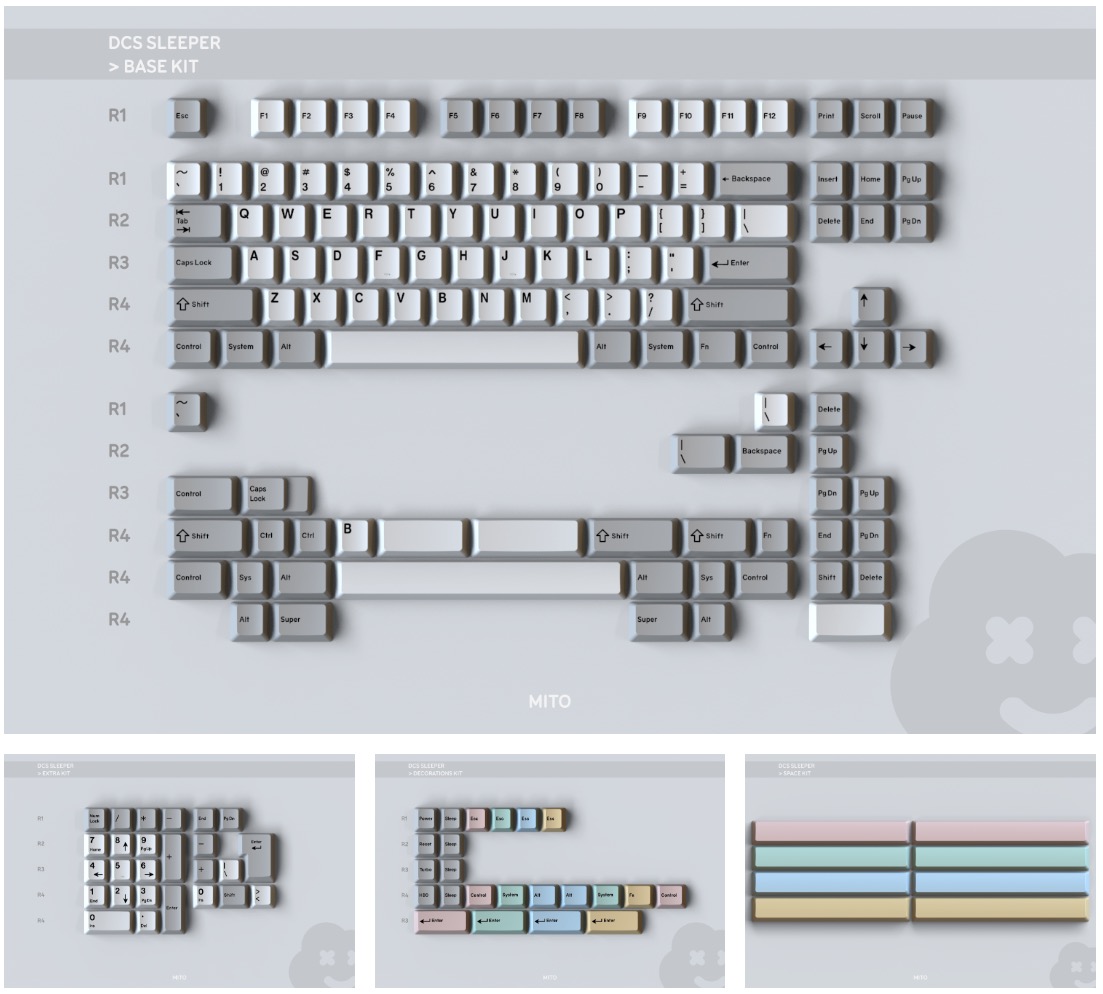 DCS SLEEPER
> BASE KIT
R1 Esc F1 F2 F3 F4 F5 F6 F7 F8 F9 F10 F11 F12 Print Scroll Pause
R1 ~ ` ! 1 @ 2 # 3 $ 4 % 5 ^ 6 & 7 * 8 ( 9 ) 0 — - + = ← Backspace Insert Home Pg Up
R2 Tab Q W E R T Y U I O P { [ } ] | \ Delete End Pg Dn
R3 Caps Lock A S D F G H J K L : ; " ' Enter
R4 Shift Z X C V B N M < , > . ? / Shift ↑
R4 Control System Alt Alt System Fn Control ← ↓ →
R1 ~ ` | \ Delete
R2 | \ Backspace Pg Up
R3 Control Caps Lock Pg Dn Pg Up
R4 Shift Ctrl Ctrl B Shift Shift Fn End Pg Dn
R4 Control Sys Alt Alt Sys Control Shift Delete
R4 Alt Super Super Alt
MITO
DCS SLEEPER
> EXTRA KIT
R1 Num Lock / + – End Pg Dn
R2 7 Home 8 ↑ 9 Pg Up + – Enter
R3 4 ← 5 6 → + | \
R4 1 End 2 ↓ 3 Pg Dn Enter 0 Ins Shift > <
R5 0 Ins . Del
MITO
DCS SLEEPER
> DECORATIONS KIT
R1 Power Sleep Esc Esc Esc Esc
R2 Reset Sleep
R3 Turbo Sleep
R4 HDD Sleep Control System Alt Alt System Fn Control
R3 Enter Enter Enter Enter
MITO
DCS SLEEPER
> SPACE KIT
MITO